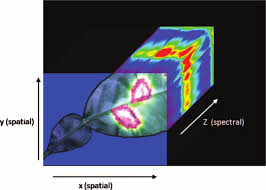 y (spatial)
Z (spectral)
x (spatial)